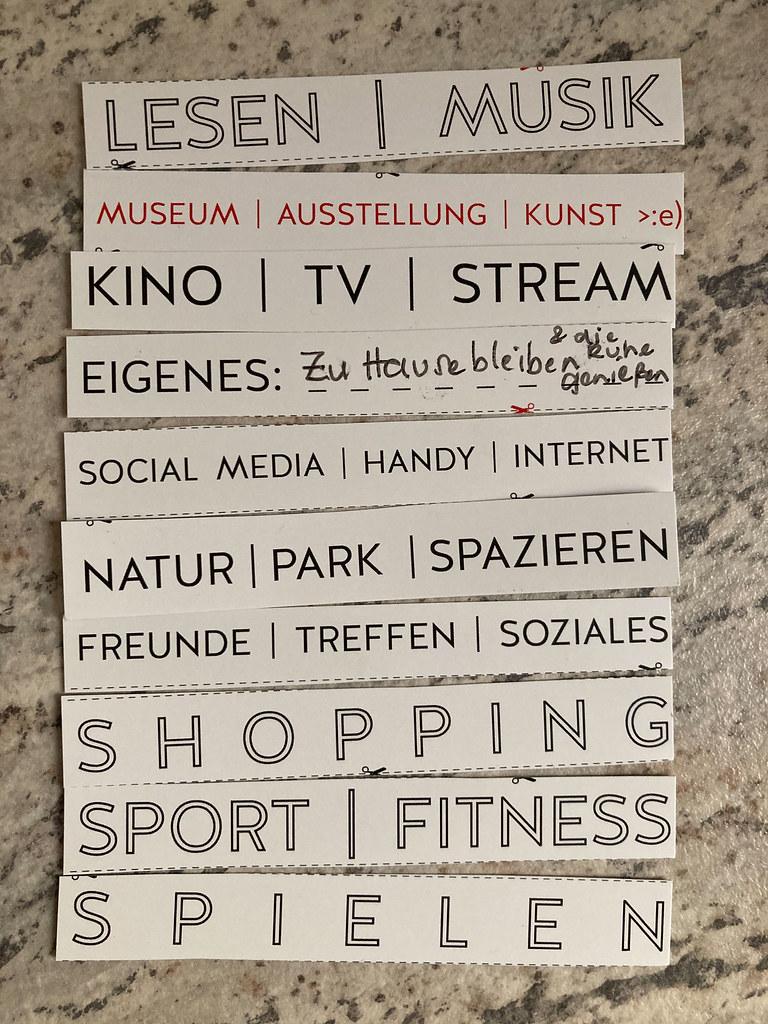 LESEN | MUSIK
MUSEUM | AUSSTELLUNG | KUNST >:e)
KINO | TV | STREAM
EIGENES: Zu Hause bleiben & die Ruhe genießen
SOCIAL MEDIA | HANDY | INTERNET
NATUR | PARK | SPAZIEREN
FREUNDE | TREFFEN | SOZIALES
SHOPPING
SPORT | FITNESS
SPIELEN